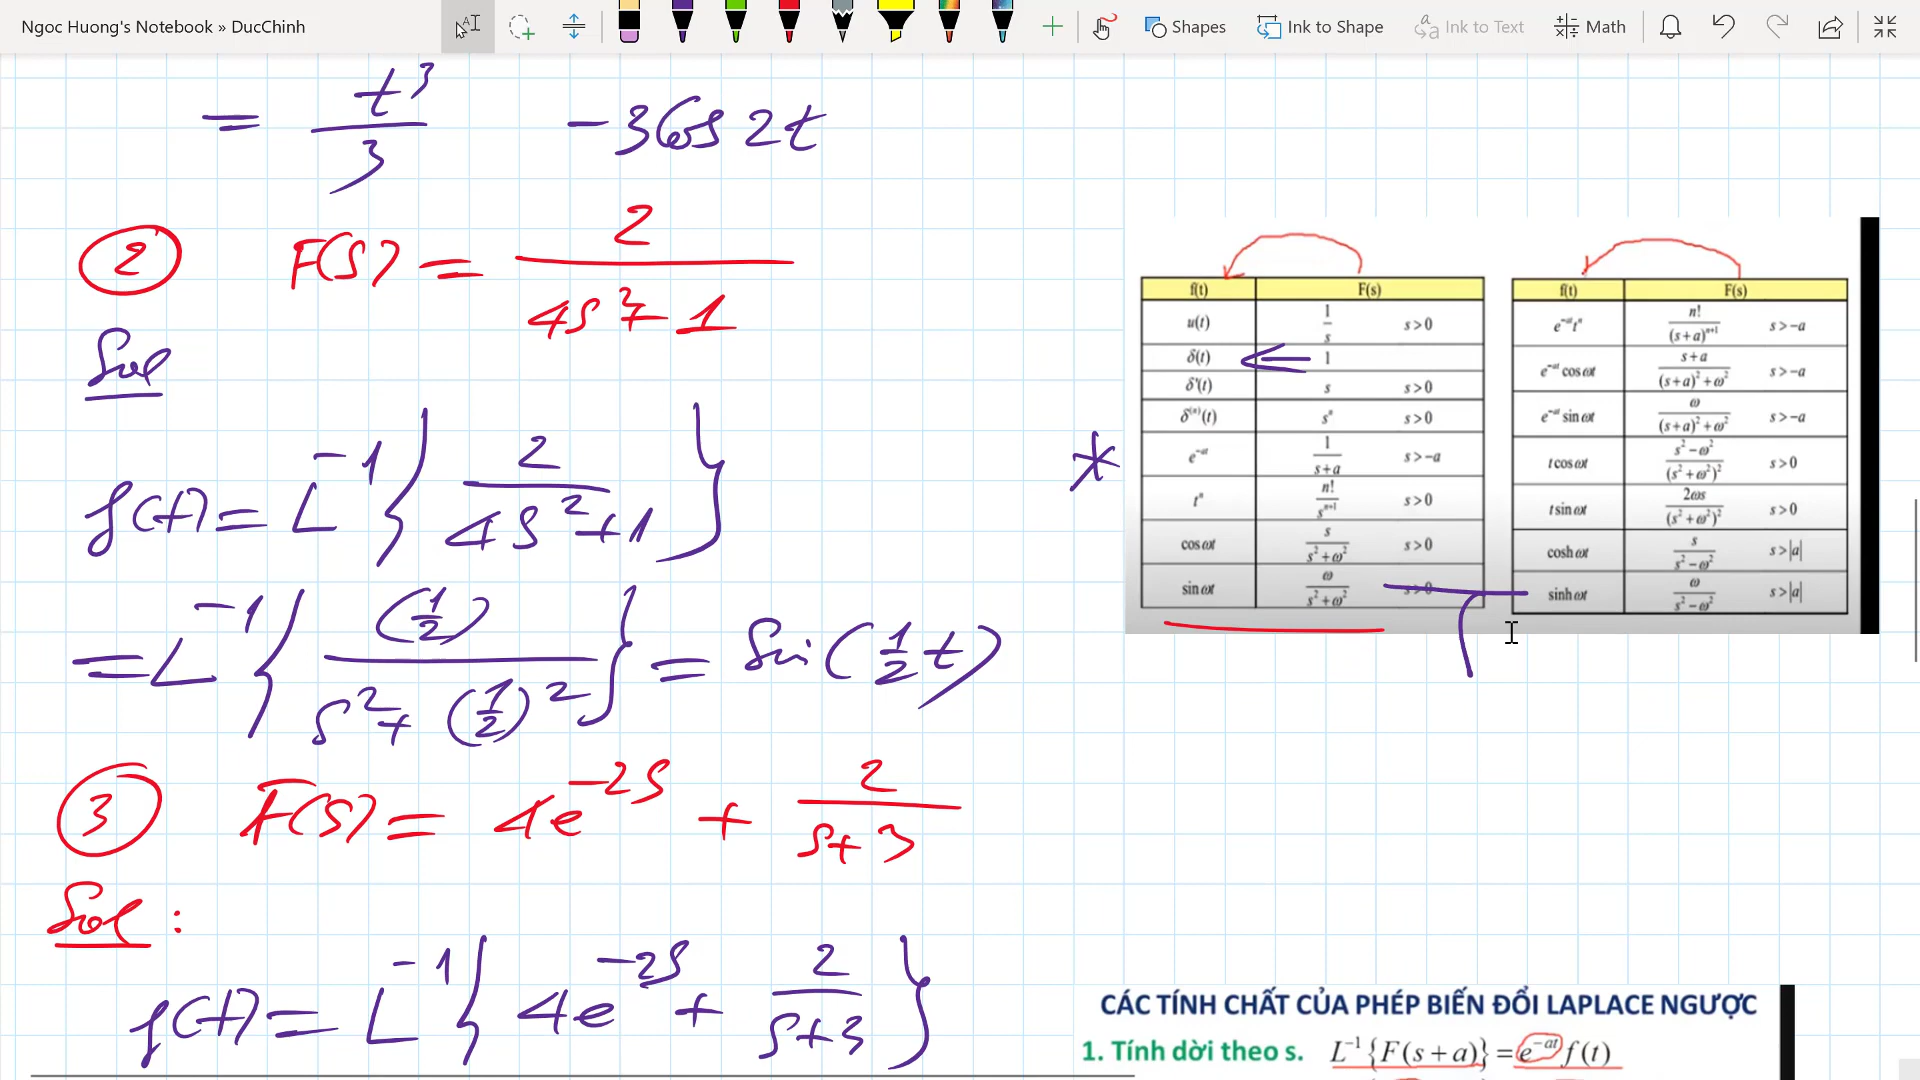 Ngoc Huong's Notebook » DucChinh
Shapes Ink to Shape Ink to Text Math
= t³/3 - 3Cos 2t
② F(S) = 2/(4S² + 1)
Sol
f(t) = L⁻¹{ 2/(4S² + 1) }
= L⁻¹{ (1/2)/(S² + (1/2)²) } = Sin(1/2 t)
③ F(S) = 4e⁻²ˢ + 2/(S+3)
Sol :
f(t) = L⁻¹{ 4e⁻²ˢ + 2/(S+3) }
*
f(t) F(s)
u(t) 1/s s>0
δ(t) ⇐ 1
δ'(t) s s>0
δ⁽ⁿ⁾(t) sⁿ s>0
e⁻ᵃᵗ 1/(s+a) s>-a
tⁿ n!/sⁿ⁺¹ s>0
cos ωt s/(s²+ω²) s>0
sin ωt ω/(s²+ω²) s>0
f(t) F(s)
e⁻ᵃᵗtⁿ n!/(s+a)ⁿ⁺¹ s>-a
e⁻ᵃᵗ cos ωt (s+a)/((s+a)²+ω²) s>-a
e⁻ᵃᵗ sin ωt ω/((s+a)²+ω²) s>-a
t cos ωt (s²-ω²)/(s²+ω²)² s>0
t sin ωt 2ωs/(s²+ω²)² s>0
cosh ωt s/(s²-ω²) s>|a|
sinh ωt ω/(s²-ω²) s>|a|
CÁC TÍNH CHẤT CỦA PHÉP BIẾN ĐỔI LAPLACE NGƯỢC
1. Tính dời theo s. L⁻¹{F(s+a)} = e⁻ᵃᵗ f(t)